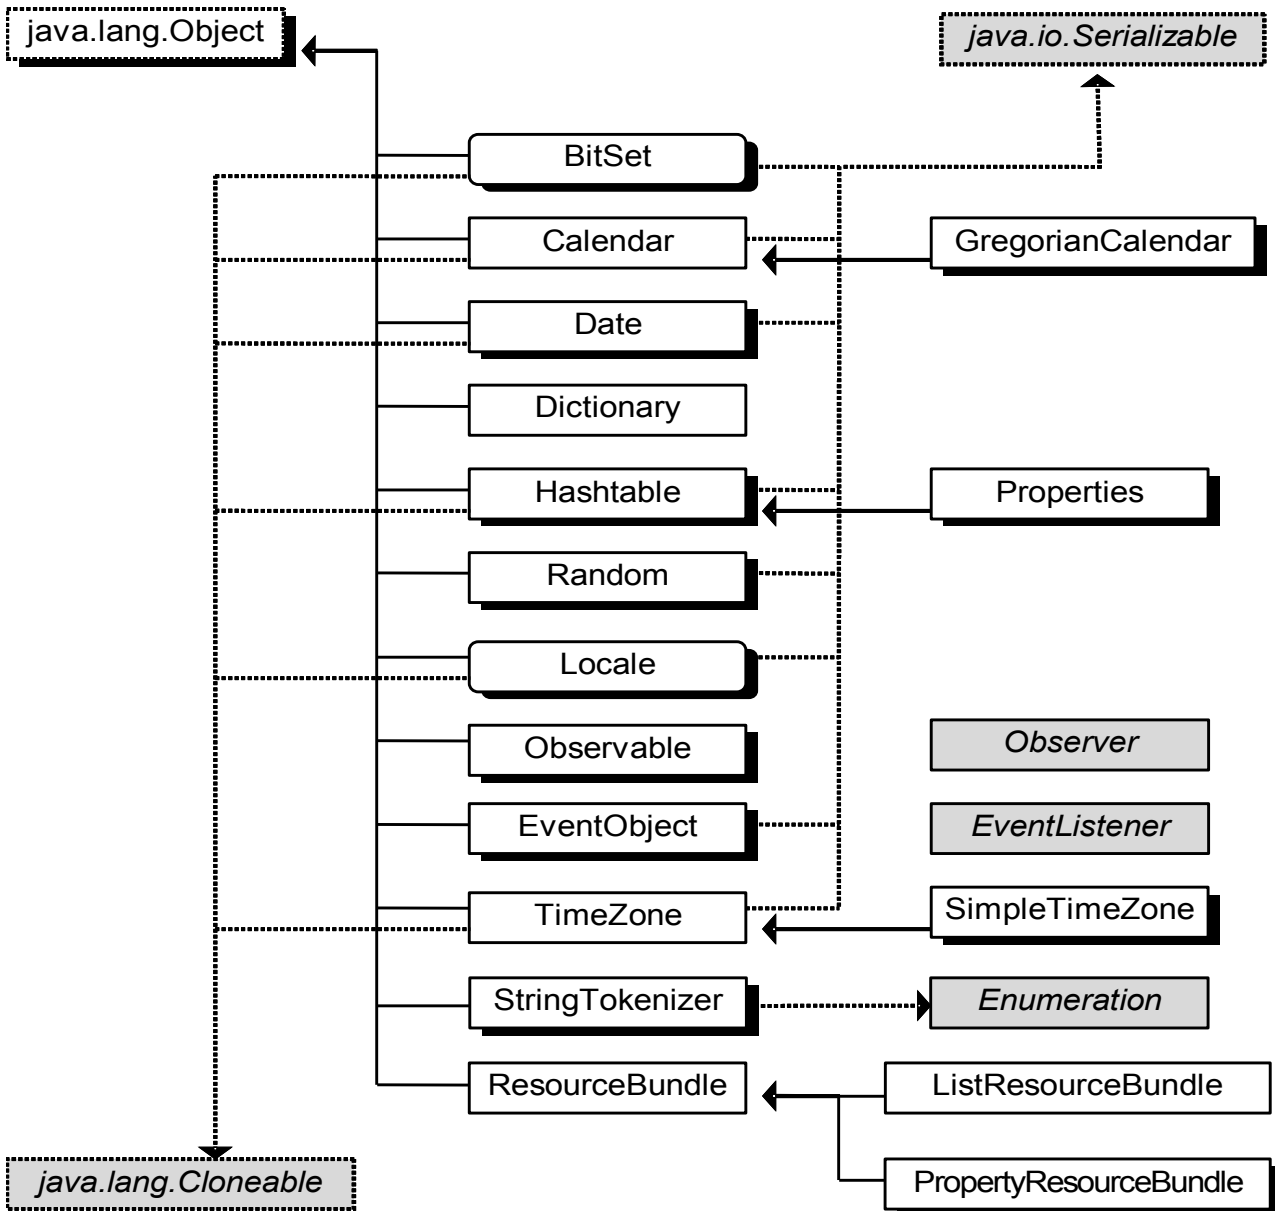 java.lang.Object
java.io.Serializable
BitSet
Calendar
GregorianCalendar
Date
Dictionary
Hashtable
Properties
Random
Locale
Observable
Observer
EventObject
EventListener
TimeZone
SimpleTimeZone
StringTokenizer
Enumeration
ResourceBundle
ListResourceBundle
java.lang.Cloneable
PropertyResourceBundle